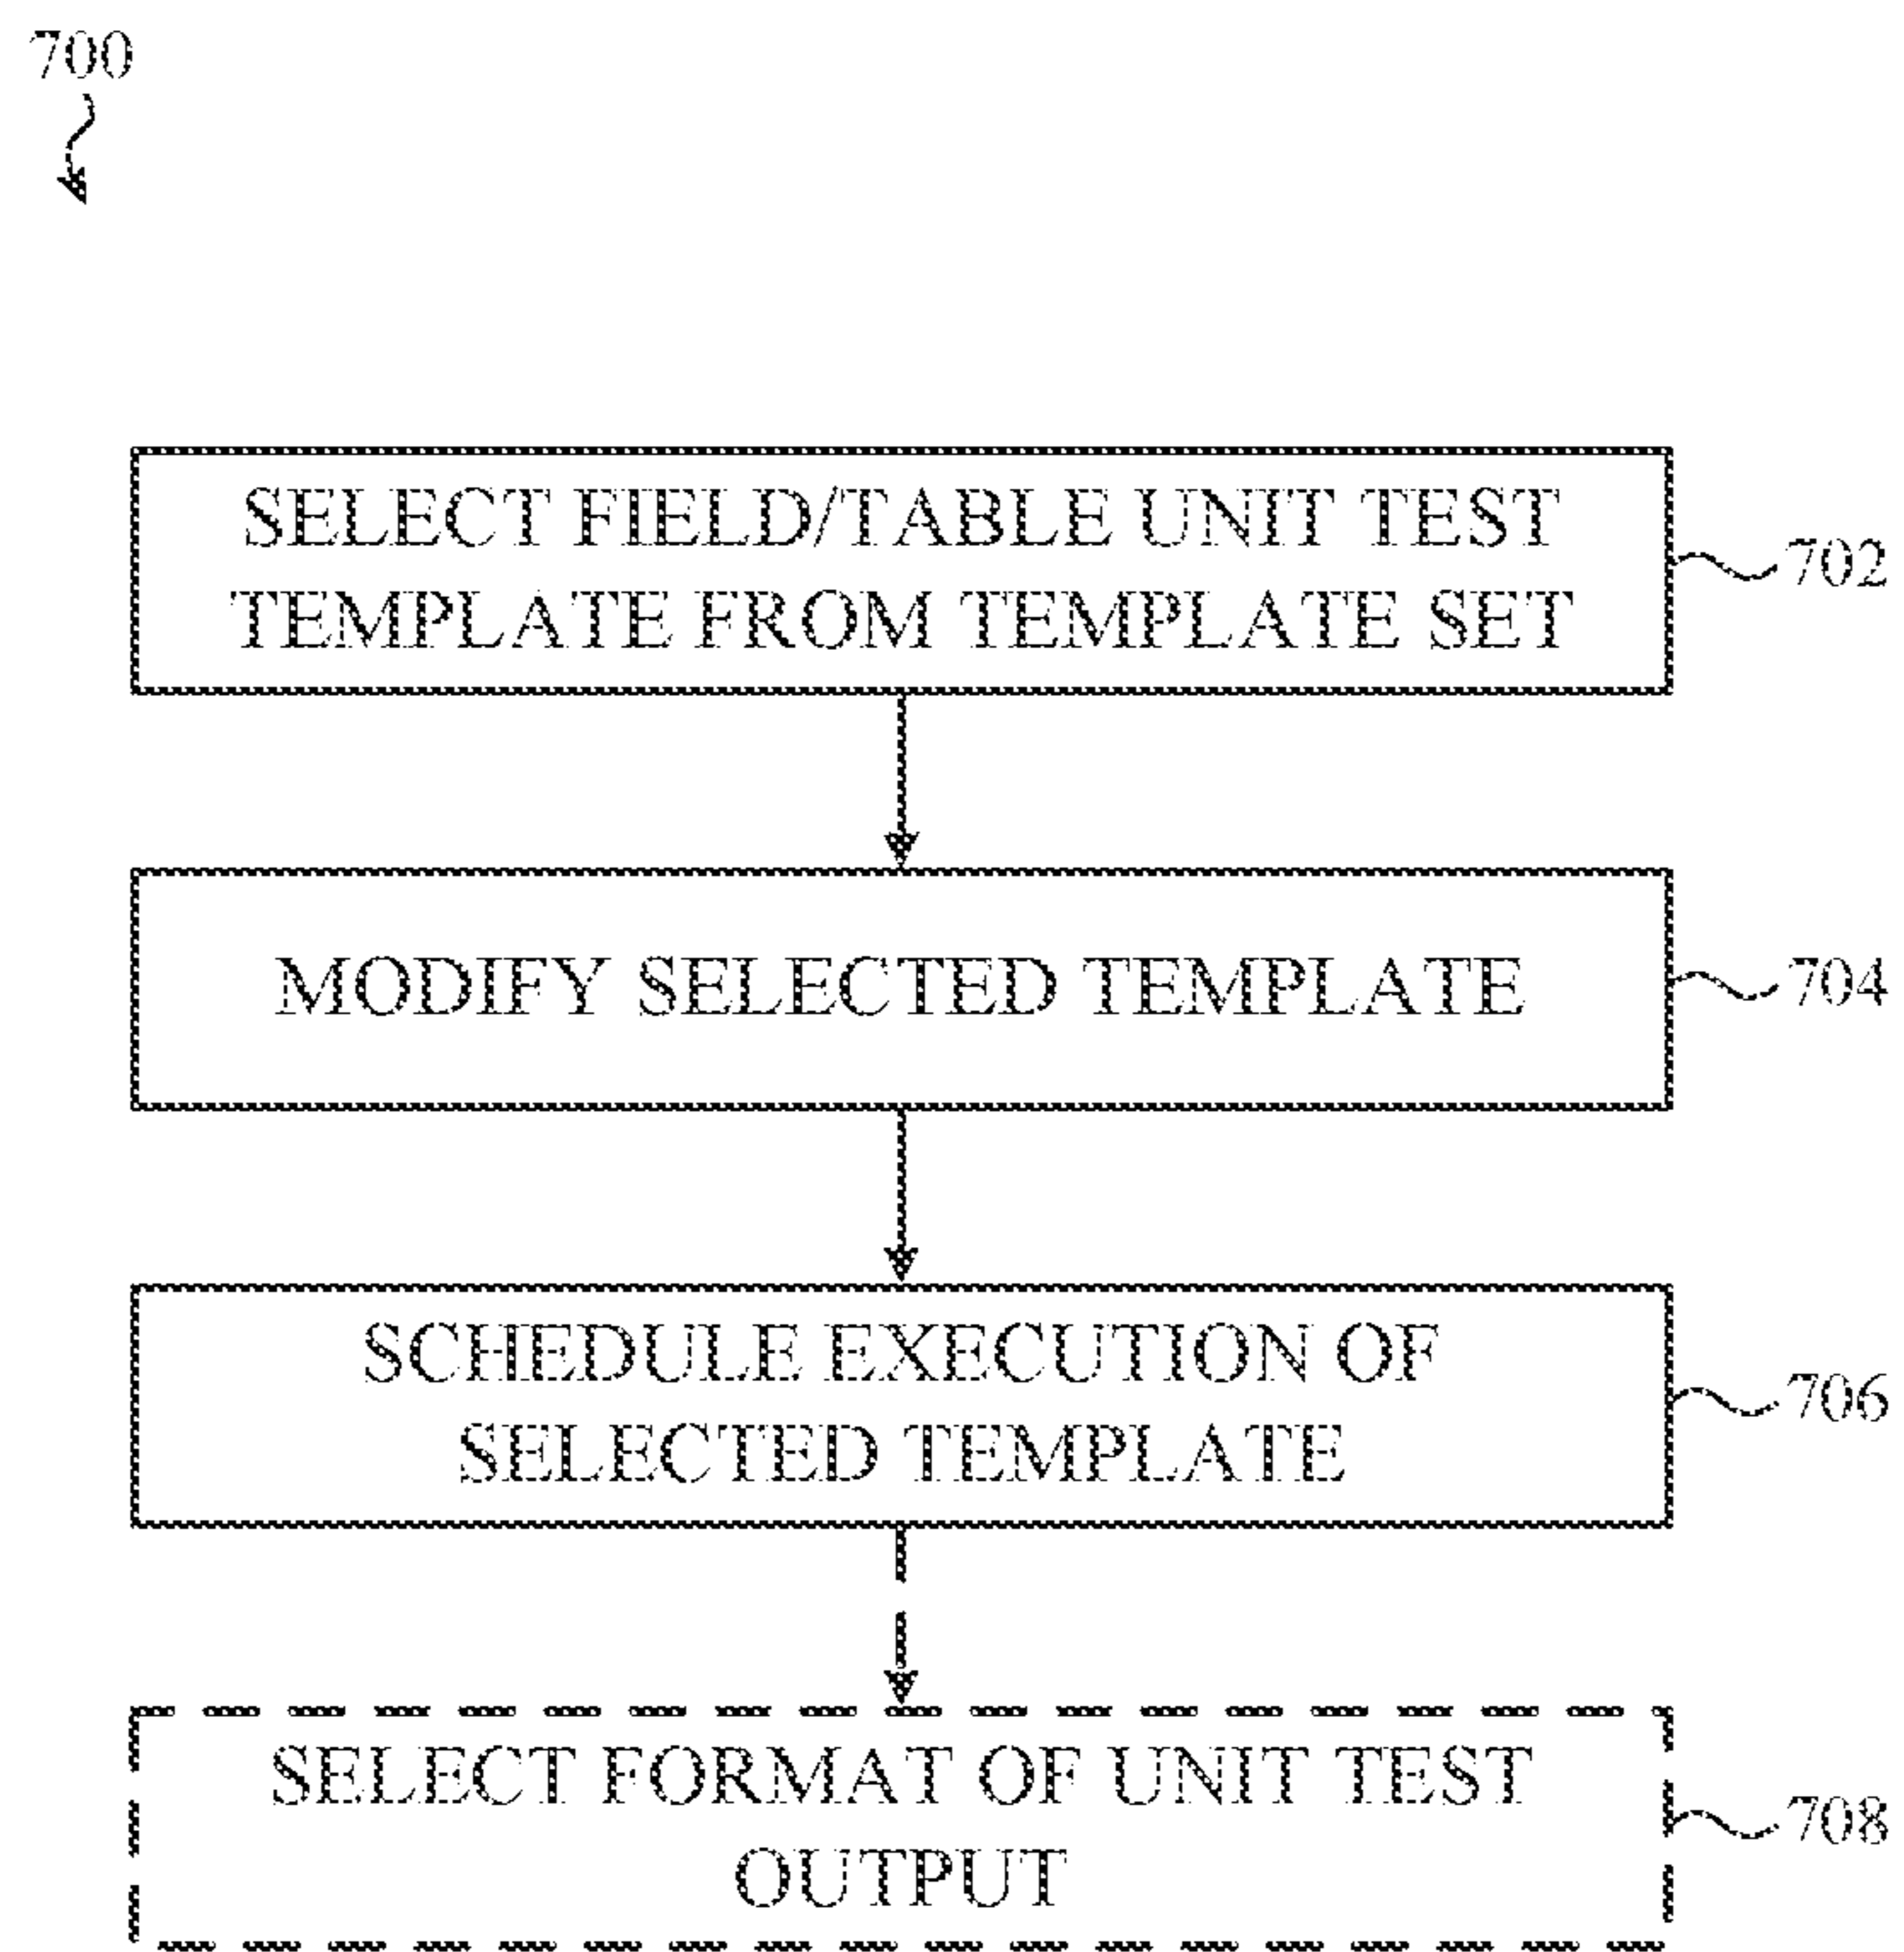 700
SELECT FIELD/TABLE UNIT TEST
TEMPLATE FROM TEMPLATE SET
702
MODIFY SELECTED TEMPLATE
704
SCHEDULE EXECUTION OF
SELECTED TEMPLATE
706
SELECT FORMAT OF UNIT TEST
OUTPUT
708